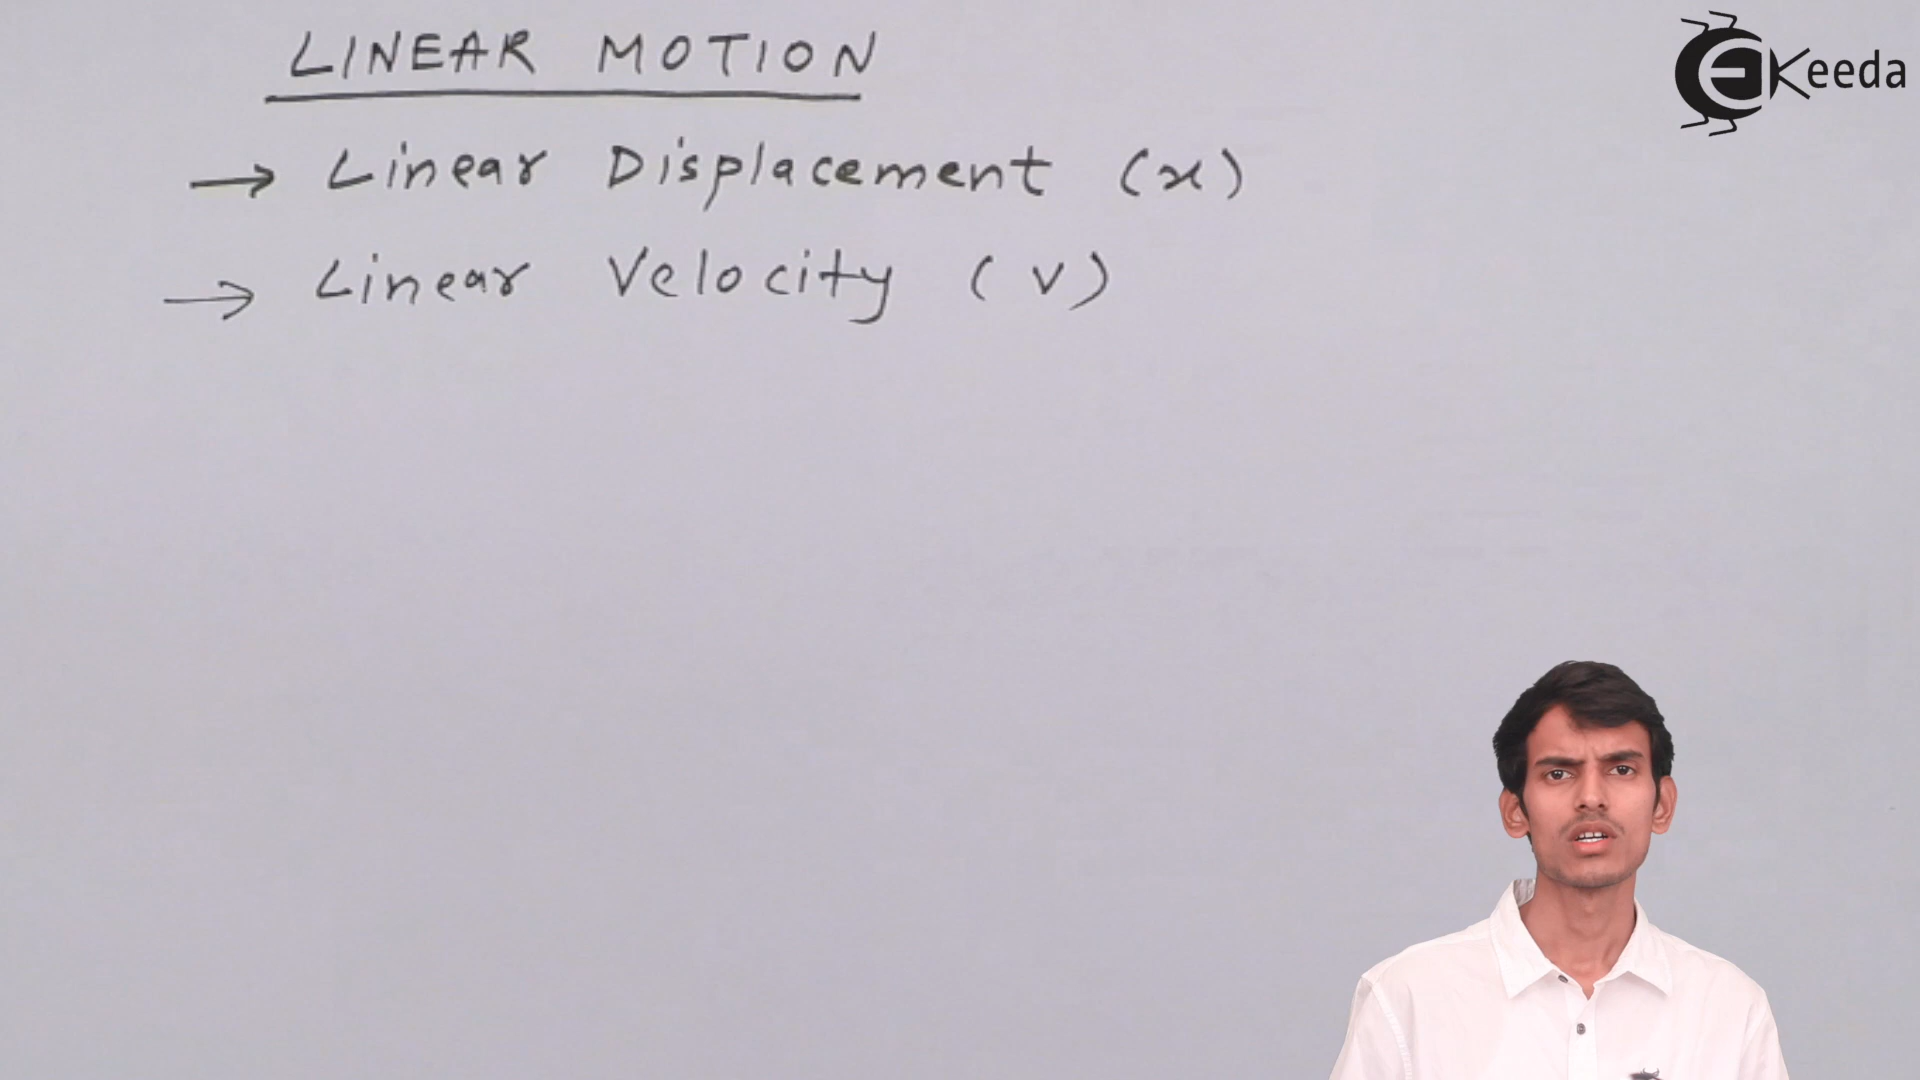 LINEAR MOTION
EKeeda
→ Linear Displacement (x)
→ Linear Velocity (v)